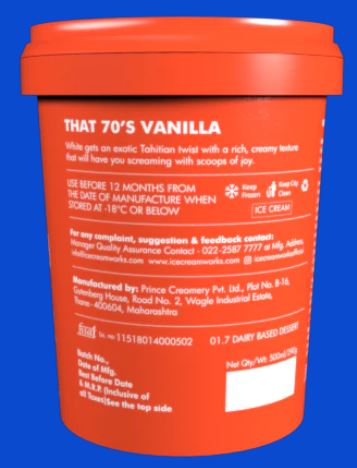 THAT 70'S VANILLA
White gets an exotic Tahitian twist with a rich, creamy texture
that will have you screaming with scoops of joy.
USE BEFORE 12 MONTHS FROM
THE DATE OF MANUFACTURE WHEN
STORED AT -18°C OR BELOW
Keep
Frozen
Keep City
Clean
ICE CREAM
For any complaint, suggestion & feedback contact:
Manager Quality Assurance Contact - 022-2587 7777 at Mfg. Address,
info@icecreamworks.com www.icecreamworks.com
Manufactured by: Prince Creamery Pvt. Ltd., Plot No. B-16,
Gutenberg House, Road No. 2, Wagle Industrial Estate,
Thane-400604, Maharashtra
fssai Lic. no 11518014000502 01.7 DAIRY BASED DESSERT
Batch No.,
Date of Mfg.
Best Before Date
& M.R.P. (Inclusive of
all Taxes)See the top side
Net Qty/Wt: 500ml/